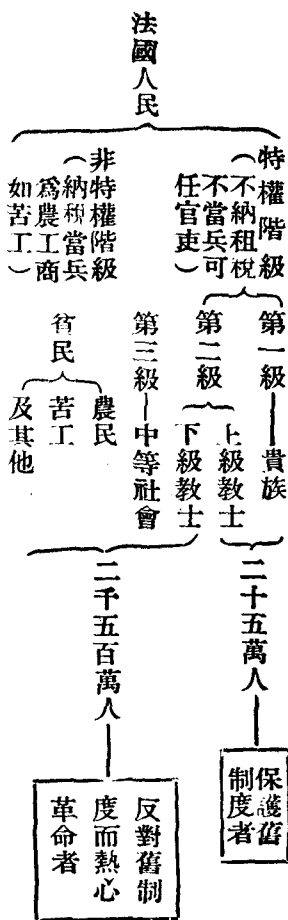 法國人民
特權階級
（不納租稅
不當兵可
任官吏）
非特權階級
（納稅當兵
爲農工商
如苦工）
第一級
貴族
第二級
上級教士
下級教士
第三級
中等社會
貧民
農民
苦工
及其他
二十五萬人
二千五百萬人
保護舊
制度者
反對舊制
度而熱心
革命者